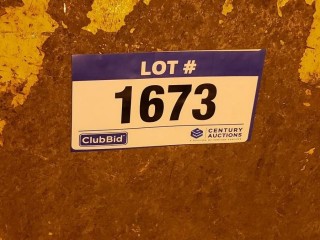 LOT #
1673
ClubBid
CENTURY
AUCTIONS